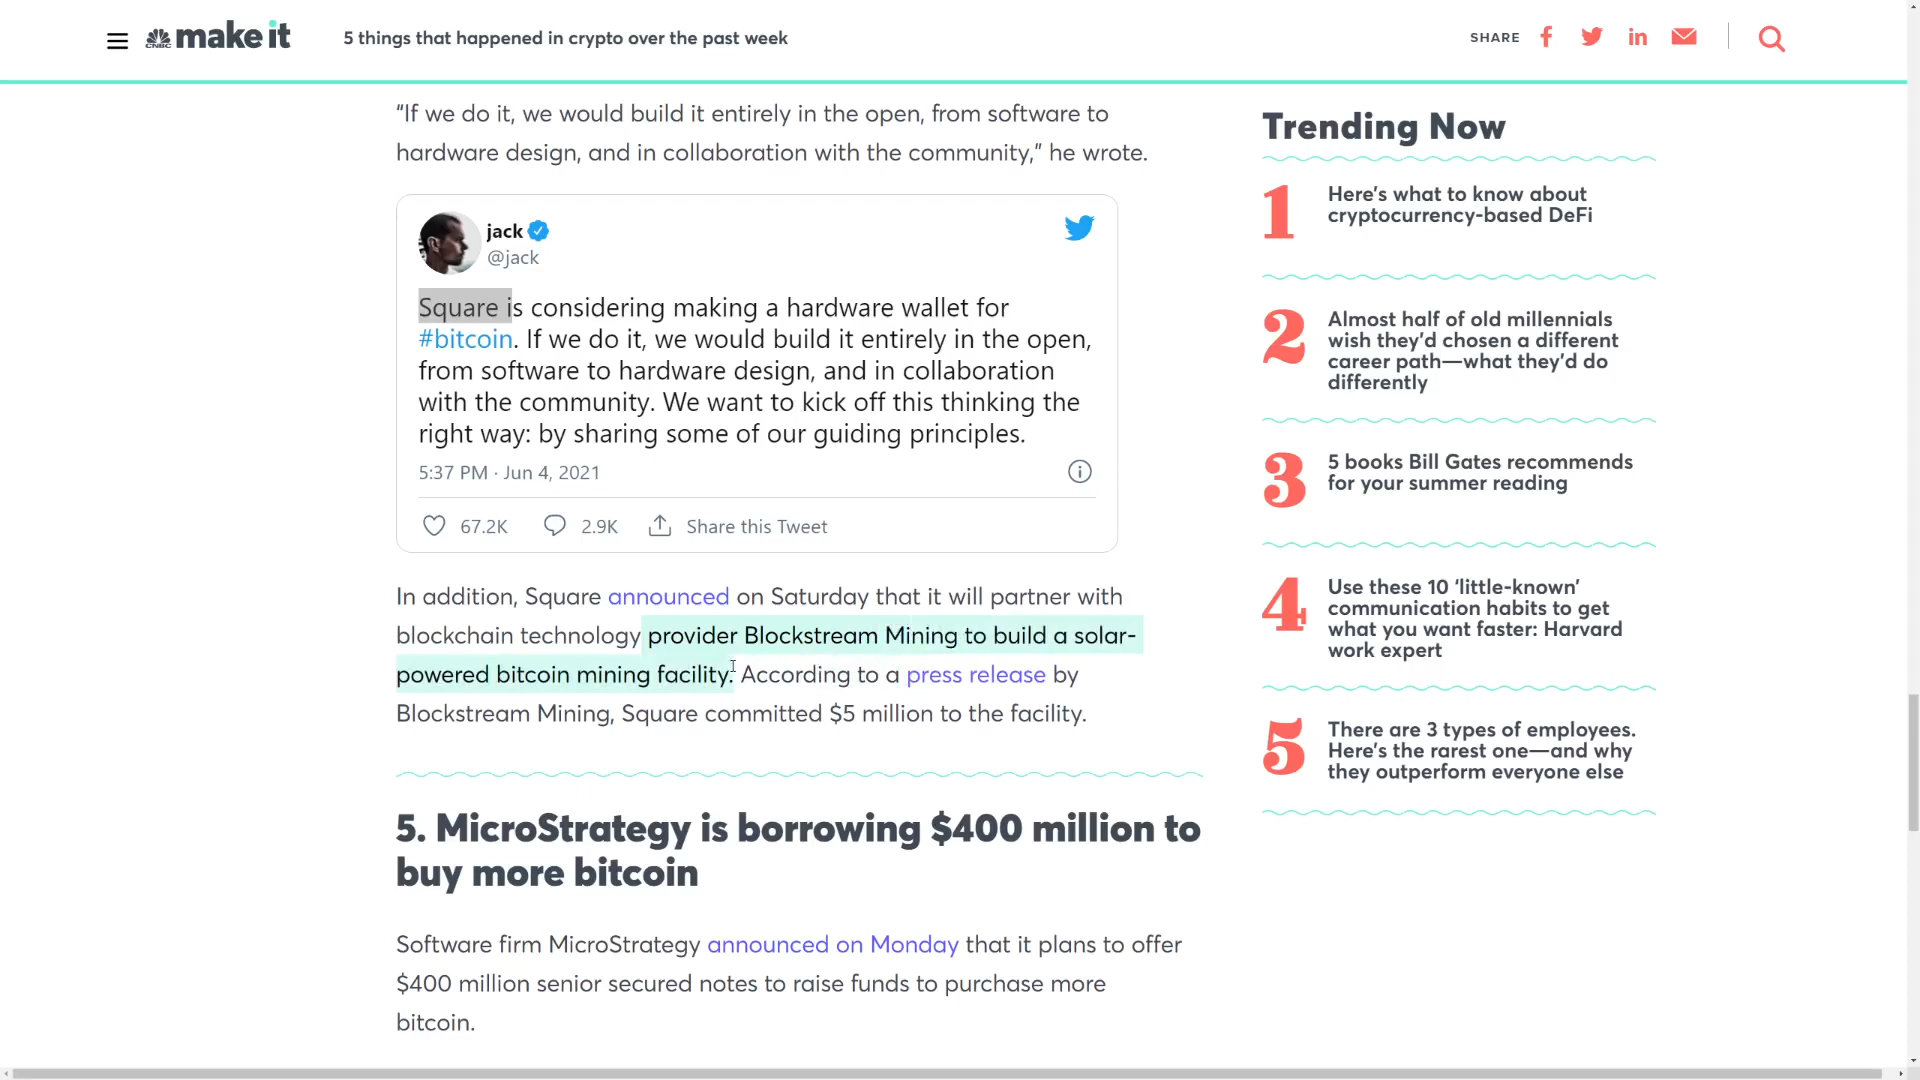 CNBC make it
5 things that happened in crypto over the past week
SHARE
“If we do it, we would build it entirely in the open, from software to
hardware design, and in collaboration with the community,” he wrote.
jack
@jack
Square is considering making a hardware wallet for
#bitcoin. If we do it, we would build it entirely in the open,
from software to hardware design, and in collaboration
with the community. We want to kick off this thinking the
right way: by sharing some of our guiding principles.
5:37 PM · Jun 4, 2021
67.2K 2.9K Share this Tweet
In addition, Square announced on Saturday that it will partner with
blockchain technology provider Blockstream Mining to build a solar-
powered bitcoin mining facility. According to a press release by
Blockstream Mining, Square committed $5 million to the facility.
5. MicroStrategy is borrowing $400 million to
buy more bitcoin
Software firm MicroStrategy announced on Monday that it plans to offer
$400 million senior secured notes to raise funds to purchase more
bitcoin.
Trending Now
1
Here’s what to know about
cryptocurrency-based DeFi
2
Almost half of old millennials
wish they’d chosen a different
career path—what they’d do
differently
3
5 books Bill Gates recommends
for your summer reading
4
Use these 10 ‘little-known’
communication habits to get
what you want faster: Harvard
work expert
5
There are 3 types of employees.
Here’s the rarest one—and why
they outperform everyone else